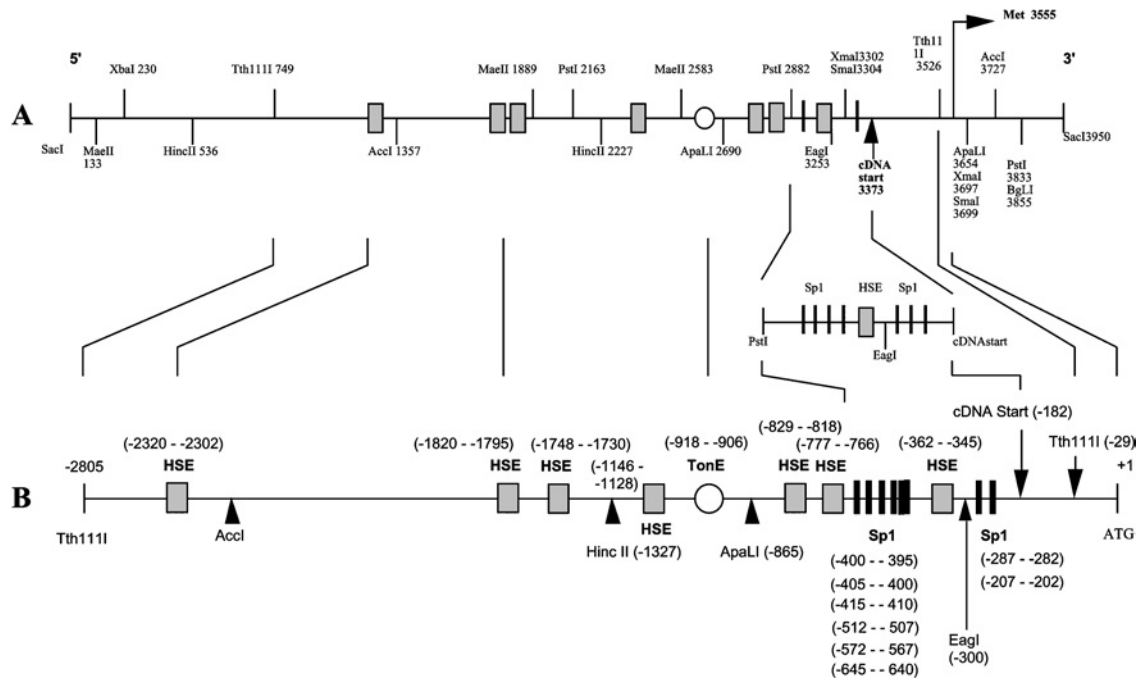 Met 3555
5'
XbaI 230
Tth111I 749
MaeII 1889
PstI 2163
MaeII 2583
PstI 2882
XmaI3302
SmaI3304
Tth11
1I
3526
AccI
3727
3'
A
SacI
MaeII
133
HincII 536
AccI 1357
HincII 2227
ApaLI 2690
EagI
3253
cDNA
start
3373
ApaLI
3654
XmaI
3697
SmaI
3699
PstI
3833
BgLI
3855
SacI3950
Sp1
HSE
Sp1
PstI
EagI
cDNAstart
cDNA Start (-182)
-2805
(-2320 - -2302)
HSE
(-1820 - -1795)
HSE
(-1748 - -1730)
HSE
(-1146 -
-1128)
(-918 - -906)
TonE
(-829 - -818)
HSE
(-777 - -766)
HSE
(-362 - -345)
HSE
Tth111I (-29)
+1
B
Tth111I
AccI
Hinc II (-1327)
HSE
ApaLI (-865)
Sp1
(-400 - - 395)
(-405 - - 400)
(-415 - - 410)
(-512 - - 507)
(-572 - - 567)
(-645 - - 640)
EagI
(-300)
Sp1
(-287 - -282)
(-207 - -202)
ATG